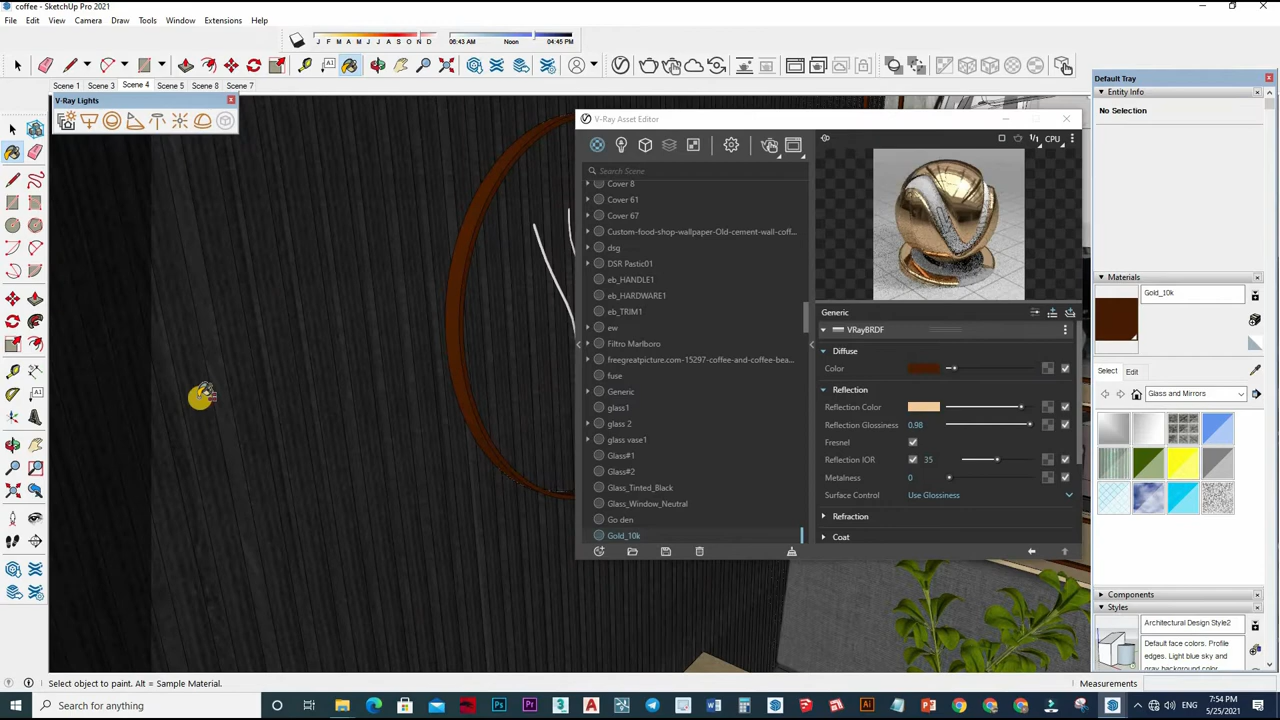 coffee - SketchUp Pro 2021
File Edit View Camera Draw Tools Window Extensions Help
J F M A M J J A S O N D
06:43 AM Noon 04:45 PM
Scene 1 Scene 3 Scene 4 Scene 5 Scene 8 Scene 7
V-Ray Lights
V-Ray Asset Editor
Search Scene
Cover 8
Cover 61
Cover 67
Custom-food-shop-wallpaper-Old-cement-wall-coff...
dsg
DSR Pastic01
eb_HANDLE1
eb_HARDWARE1
eb_TRIM1
ew
Filtro Marlboro
freegreatpicture.com-15297-coffee-and-coffee-bea...
fuse
Generic
glass1
glass 2
glass vase1
Glass#1
Glass#2
Glass_Tinted_Black
Glass_Window_Neutral
Go den
Gold_10k
1/1 CPU
Generic
VRayBRDF
Diffuse
Color
Reflection
Reflection Color
Reflection Glossiness 0.98
Fresnel
Reflection IOR 35
Metalness 0
Surface Control Use Glossiness
Refraction
Coat
Default Tray
Entity Info
No Selection
Materials
Gold_10k
Select Edit
Glass and Mirrors
Components
Styles
Architectural Design Style2
Default face colors. Profile
edges. Light blue sky and
gray background color.
Select object to paint. Alt = Sample Material.
Measurements
Type here to search
ENG
7:54 PM
5/25/2021